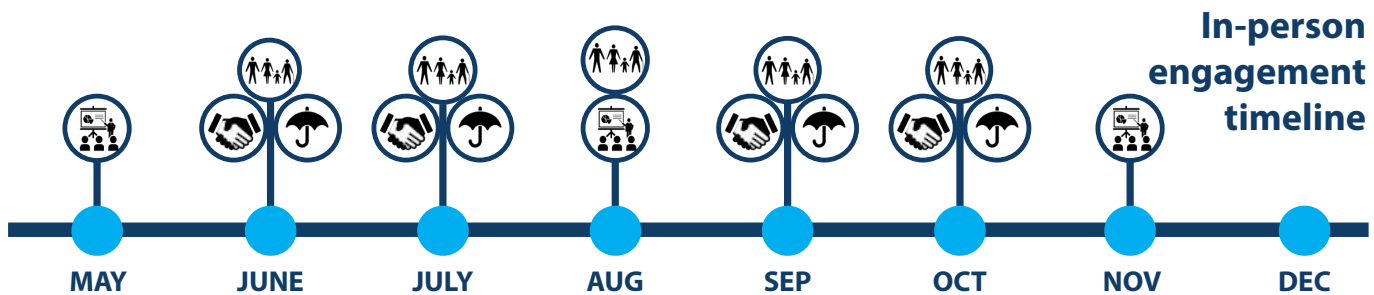 In-person
engagement
timeline
MAY JUNE JULY AUG SEP OCT NOV DEC